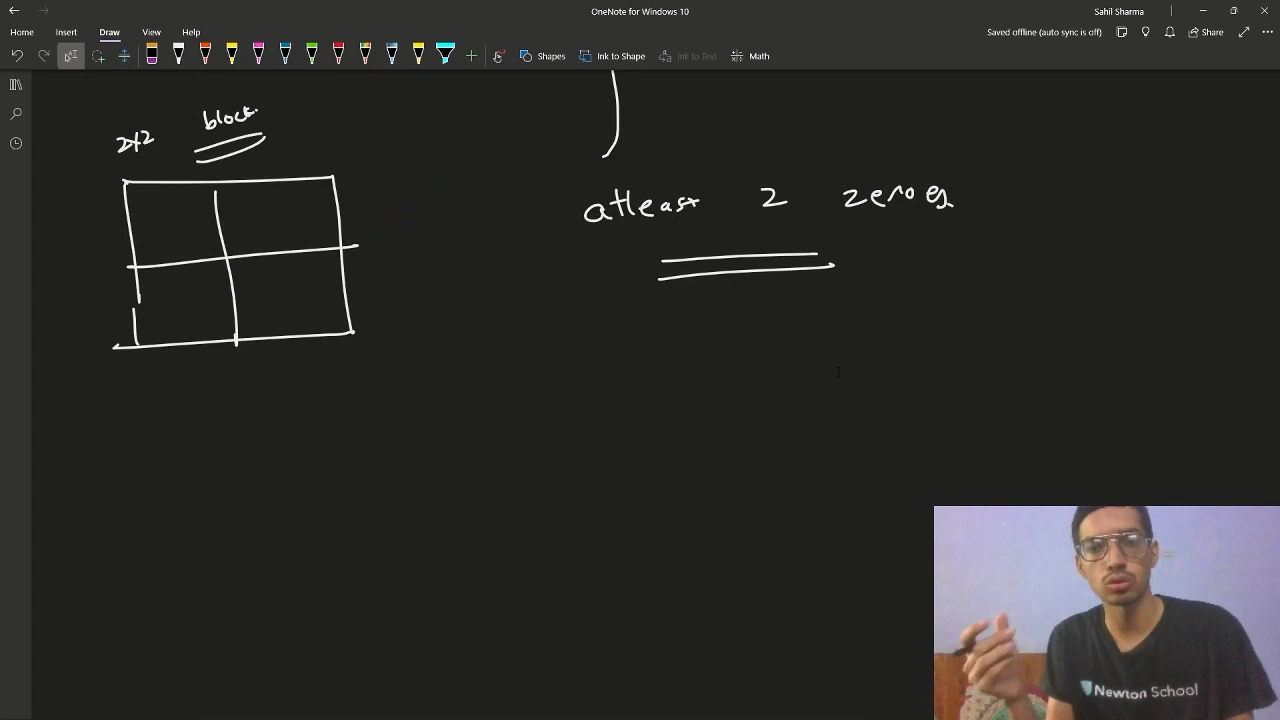 OneNote for Windows 10
Sahil Sharma
Home Insert Draw View Help
Saved offline (auto sync is off)
Share
Shapes
Ink to Shape
Ink to Text
Math
2x2 block
atleast 2 zeroes
Newton School